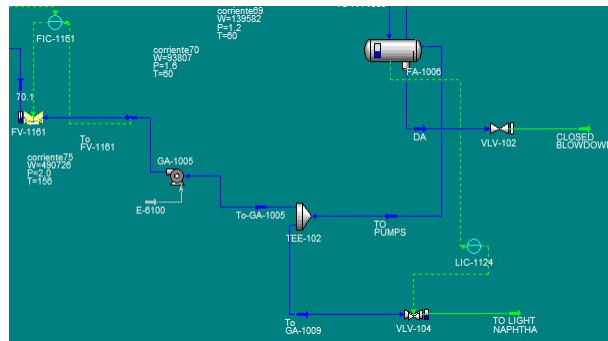 corriente69
W=139582
P=1.2
T=60
FIC-1161
corriente70
W=93807
P=1.6
T=60
FA-1006
70.1
FV-1161
To
FV-1161
DA
VLV-102
CLOSED
BLOWDOW
corriente75
W=490726
P=2.0
T=156
GA-1005
E-6100
To-GA-1005
TEE-102
TO
PUMPS
LIC-1124
To
GA-1009
VLV-104
TO LIGHT
NAPHTHA